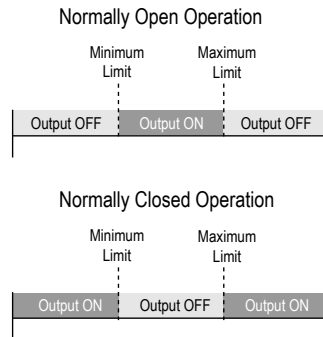 Normally Open Operation
Minimum Maximum
Limit Limit
Output OFF Output ON Output OFF
Normally Closed Operation
Minimum Maximum
Limit Limit
Output ON Output OFF Output ON